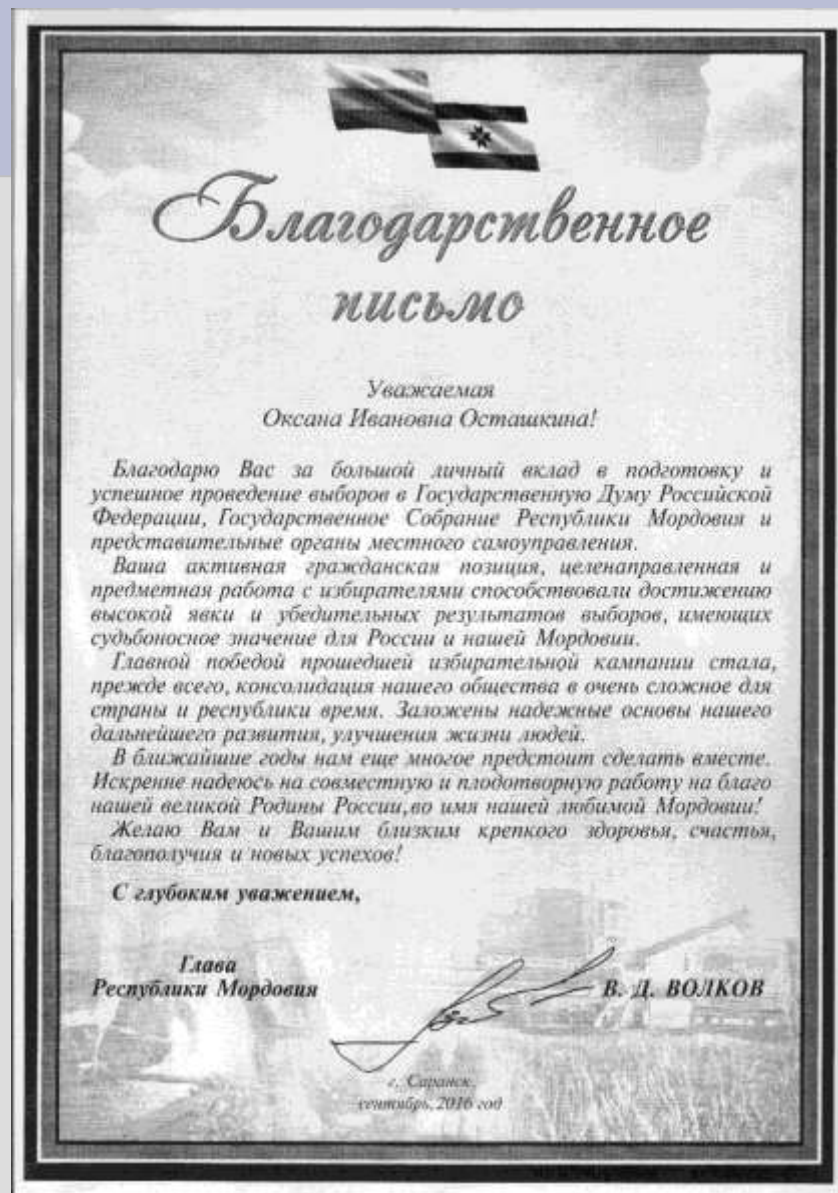 Благодарственное
письмо
Уважаемая
Оксана Ивановна Осташкина!
Благодарю Вас за большой личный вклад в подготовку и
успешное проведение выборов в Государственную Думу Российской
Федерации, Государственное Собрание Республики Мордовия и
представительные органы местного самоуправления.
Ваша активная гражданская позиция, целенаправленная и
предметная работа с избирателями способствовали достижению
высокой явки и убедительных результатов выборов, имеющих
судьбоносное значение для России и нашей Мордовии.
Главной победой прошедшей избирательной кампании стала,
прежде всего, консолидация нашего общества в очень сложное для
страны и республики время. Заложены надежные основы нашего
дальнейшего развития, улучшения жизни людей.
В ближайшие годы нам еще многое предстоит сделать вместе.
Искренне надеюсь на совместную и плодотворную работу на благо
нашей великой Родины России, во имя нашей любимой Мордовии!
Желаю Вам и Вашим близким крепкого здоровья, счастья,
благополучия и новых успехов!
С глубоким уважением,
Глава
Республики Мордовия В. Д. ВОЛКОВ
г. Саранск,
сентябрь, 2016 год